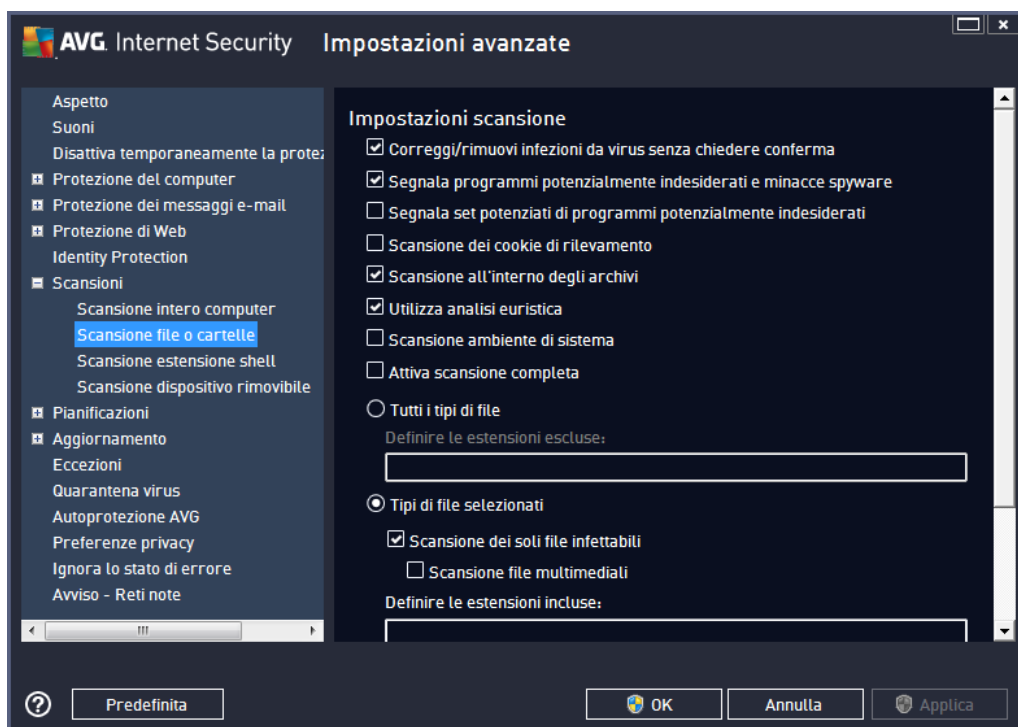 AVG. Internet Security Impostazioni avanzate
Aspetto
Suoni
Disattiva temporaneamente la protez
Protezione del computer
Protezione dei messaggi e-mail
Protezione di Web
Identity Protection
Scansioni
Scansione intero computer
Scansione file o cartelle
Scansione estensione shell
Scansione dispositivo rimovibile
Pianificazioni
Aggiornamento
Eccezioni
Quarantena virus
Autoprotezione AVG
Preferenze privacy
Ignora lo stato di errore
Avviso - Reti note
Impostazioni scansione
Correggi/rimuovi infezioni da virus senza chiedere conferma
Segnala programmi potenzialmente indesiderati e minacce spyware
Segnala set potenziati di programmi potenzialmente indesiderati
Scansione dei cookie di rilevamento
Scansione all'interno degli archivi
Utilizza analisi euristica
Scansione ambiente di sistema
Attiva scansione completa
Tutti i tipi di file
Definire le estensioni escluse:
Tipi di file selezionati
Scansione dei soli file infettabili
Scansione file multimediali
Definire le estensioni incluse:
Predefinita
OK
Annulla
Applica